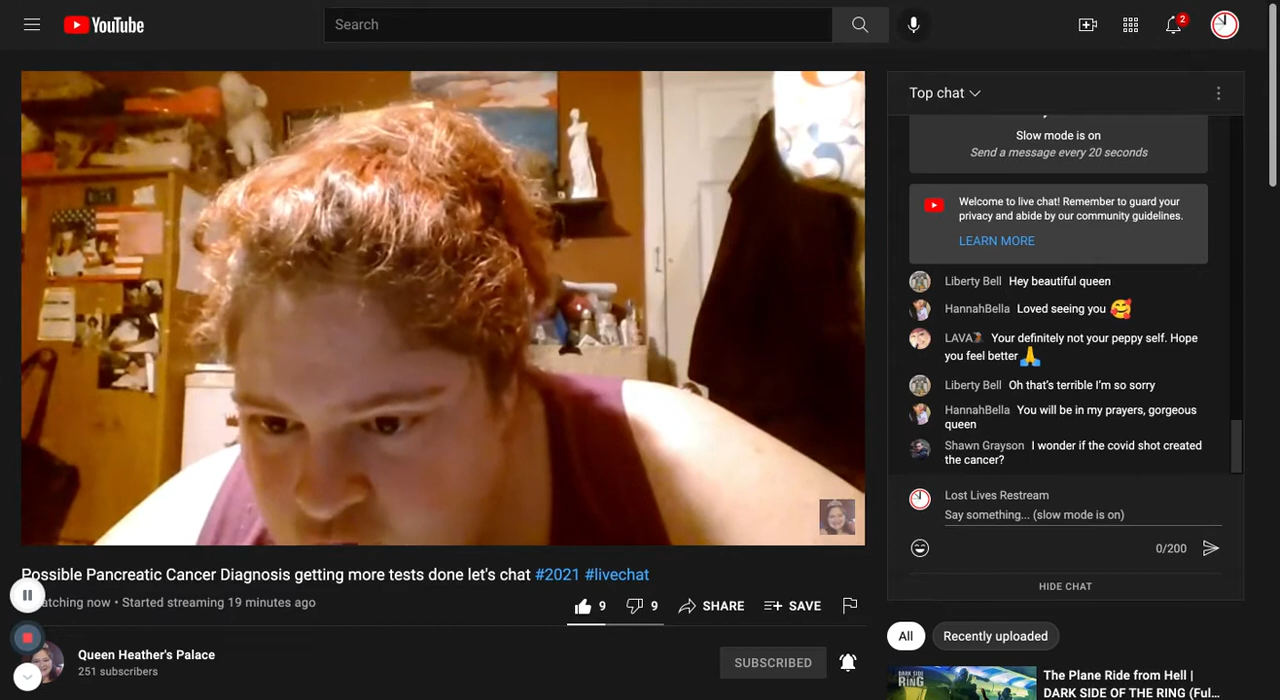 YouTube
Search
2
Top chat
Slow mode is on
Send a message every 20 seconds
Welcome to live chat! Remember to guard your
privacy and abide by our community guidelines.
LEARN MORE
Liberty Bell Hey beautiful queen
HannahBella Loved seeing you 🥰
LAVA Your definitely not your peppy self. Hope
you feel better 🙏
Liberty Bell Oh that's terrible I'm so sorry
HannahBella You will be in my prayers, gorgeous
queen
Shawn Grayson I wonder if the covid shot created
the cancer?
Lost Lives Restream
Say something... (slow mode is on)
0/200
HIDE CHAT
Possible Pancreatic Cancer Diagnosis getting more tests done let's chat #2021 #livechat
watching now • Started streaming 19 minutes ago
9
9
SHARE
SAVE
Queen Heather's Palace
251 subscribers
SUBSCRIBED
All
Recently uploaded
DARK SIDE
RING
The Plane Ride from Hell |
DARK SIDE OF THE RING (Ful...